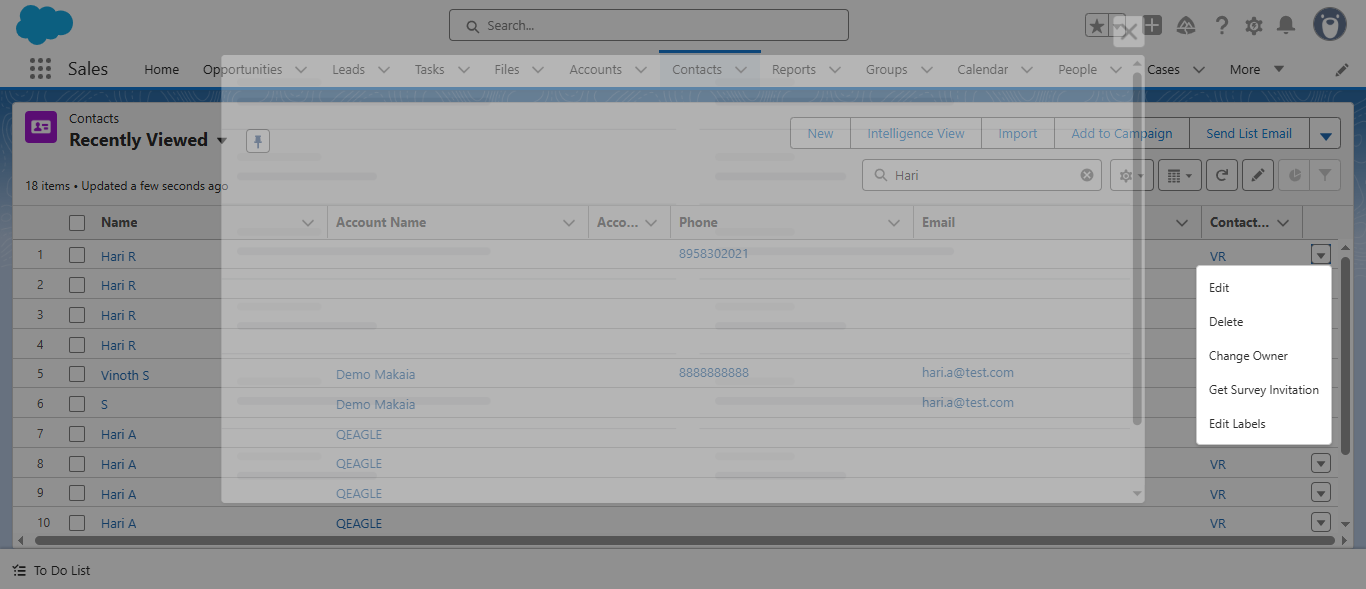 Search...
Sales Home Opportunities Leads Tasks Files Accounts Contacts Reports Groups Calendar People Cases More
Contacts
Recently Viewed
New Intelligence View Import Add to Campaign Send List Email
18 items • Updated a few seconds ago
Hari
Name Account Name Acco... Phone Email Contact...
1 Hari R 8958302021 VR
2 Hari R
3 Hari R
4 Hari R
5 Vinoth S Demo Makaia 8888888888 hari.a@test.com
6 S Demo Makaia hari.a@test.com
7 Hari A QEAGLE
8 Hari A QEAGLE VR
9 Hari A QEAGLE VR
10 Hari A QEAGLE VR
Edit
Delete
Change Owner
Get Survey Invitation
Edit Labels
To Do List